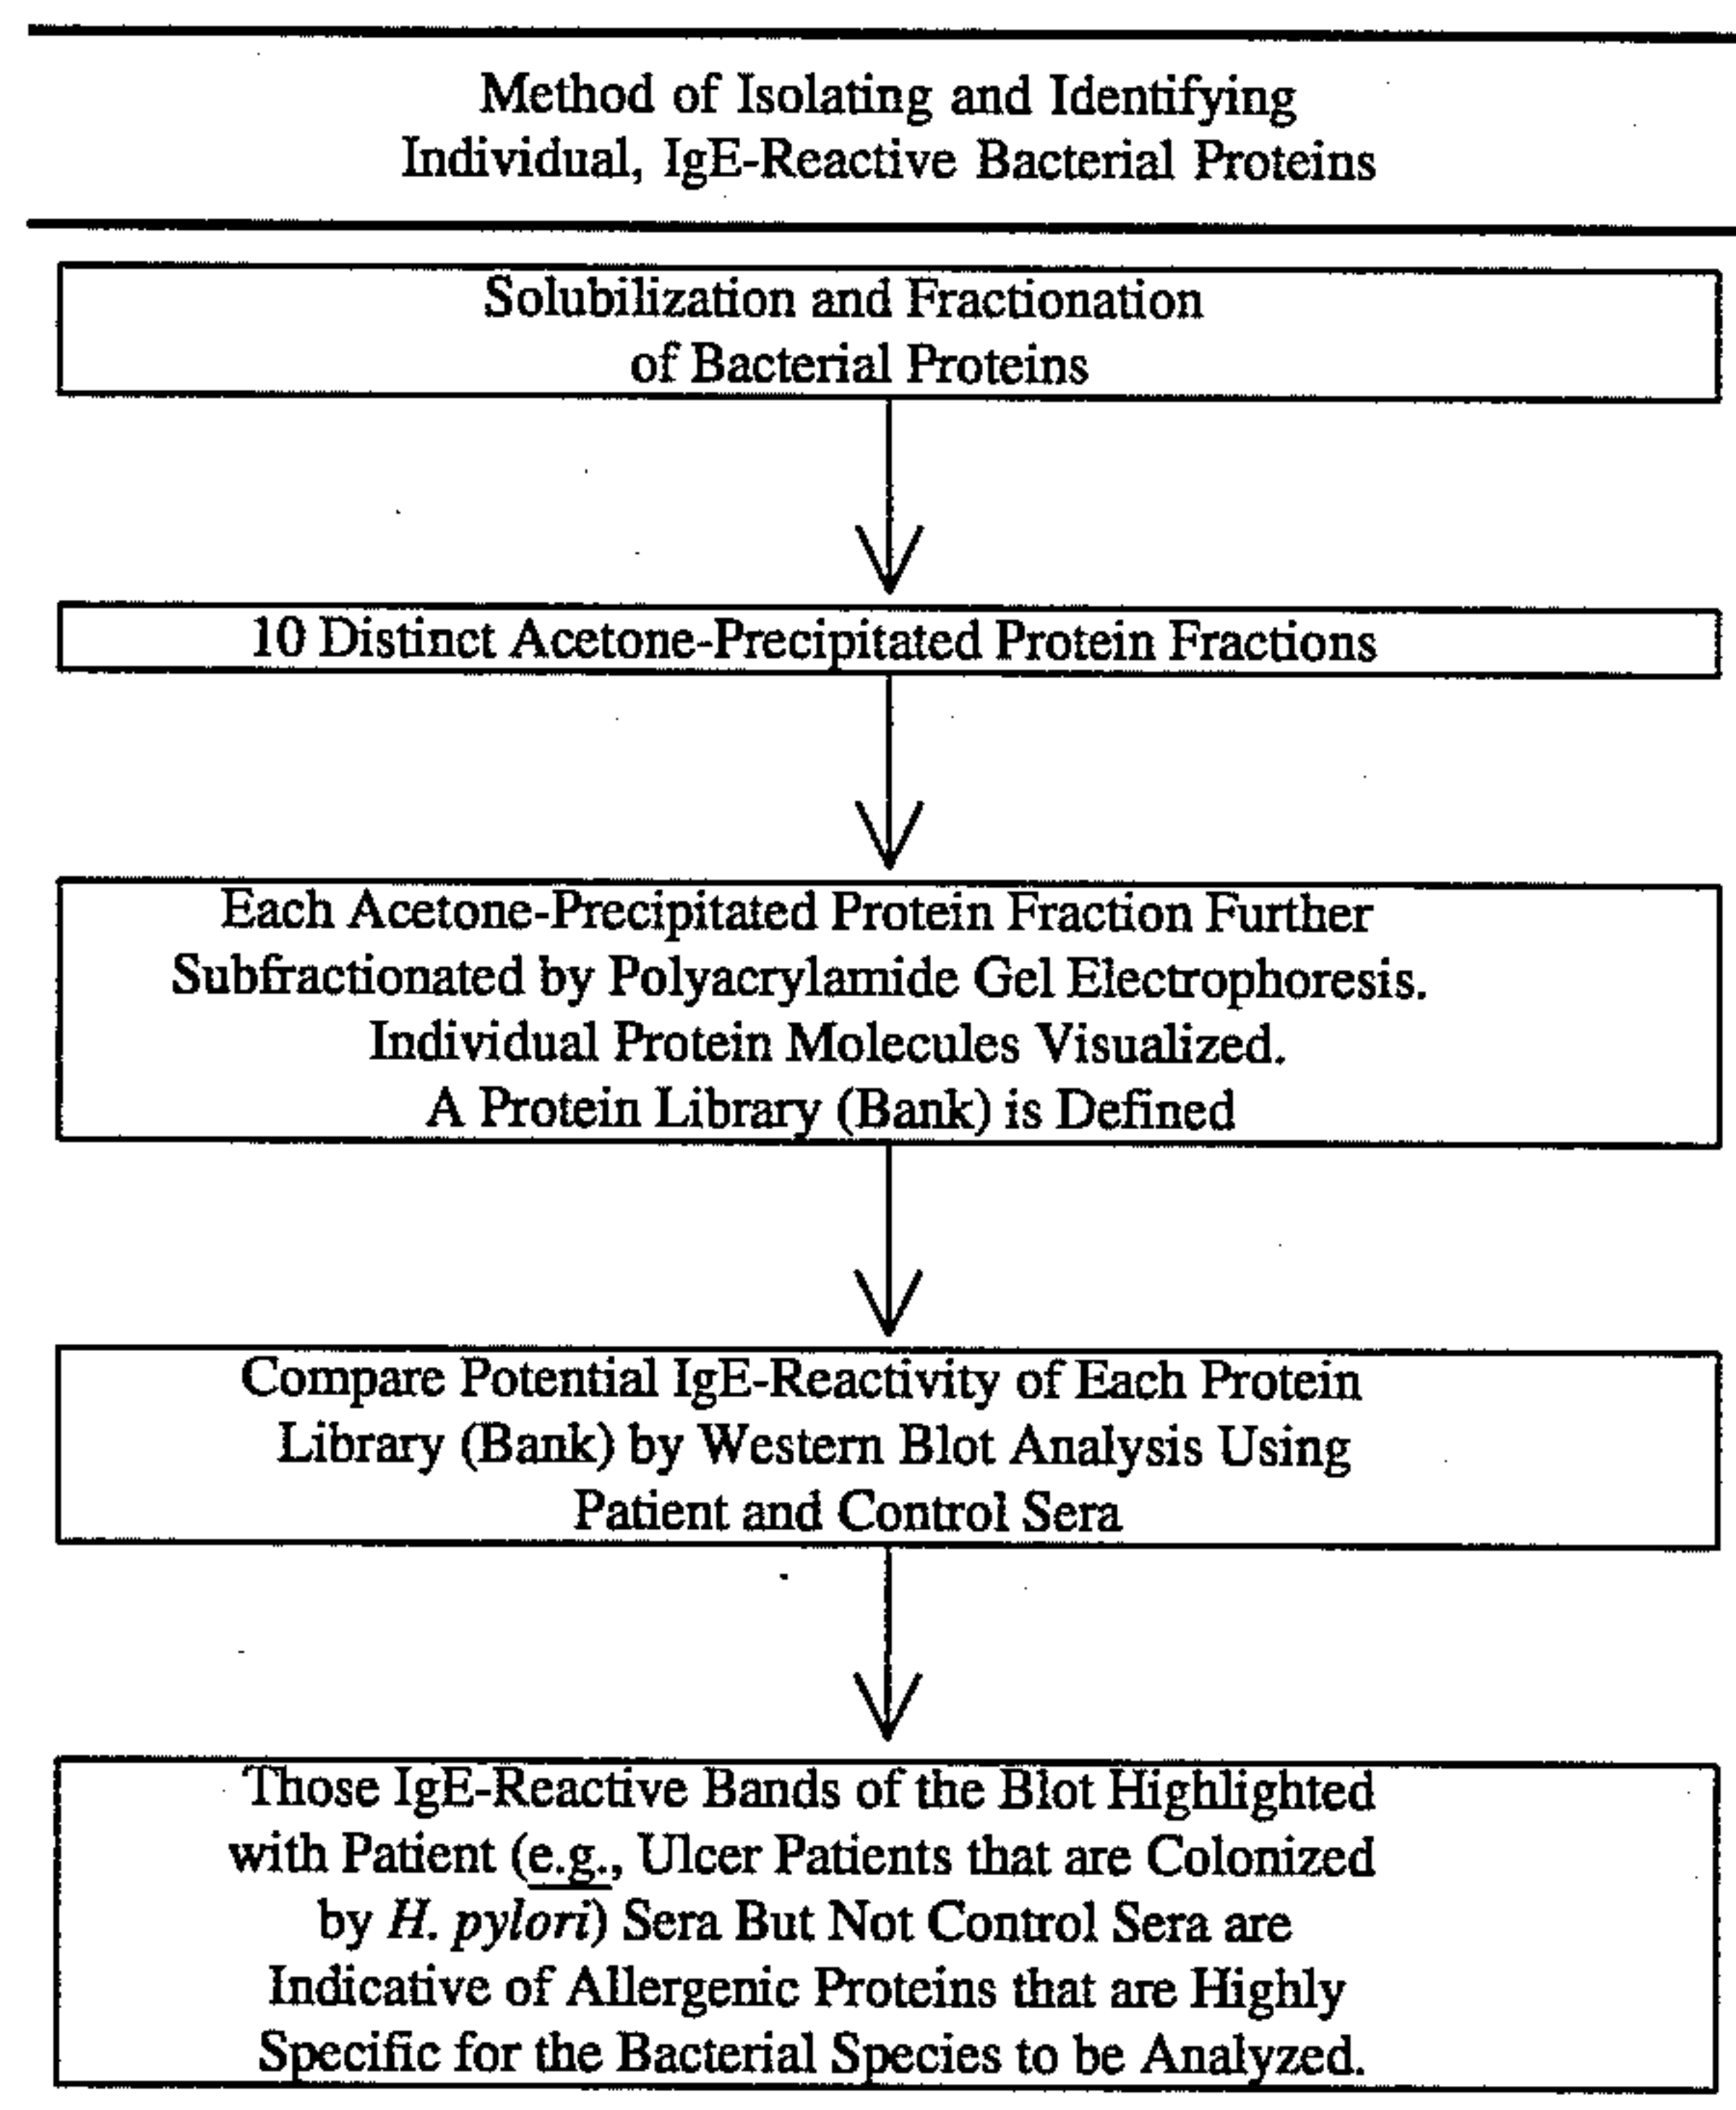 Method of Isolating and Identifying
Individual, IgE-Reactive Bacterial Proteins
Solubilization and Fractionation
of Bacterial Proteins
10 Distinct Acetone-Precipitated Protein Fractions
Each Acetone-Precipitated Protein Fraction Further
Subfractionated by Polyacrylamide Gel Electrophoresis.
Individual Protein Molecules Visualized.
A Protein Library (Bank) is Defined
Compare Potential IgE-Reactivity of Each Protein
Library (Bank) by Western Blot Analysis Using
Patient and Control Sera
Those IgE-Reactive Bands of the Blot Highlighted
with Patient (e.g., Ulcer Patients that are Colonized
by H. pylori) Sera But Not Control Sera are
Indicative of Allergenic Proteins that are Highly
Specific for the Bacterial Species to be Analyzed.